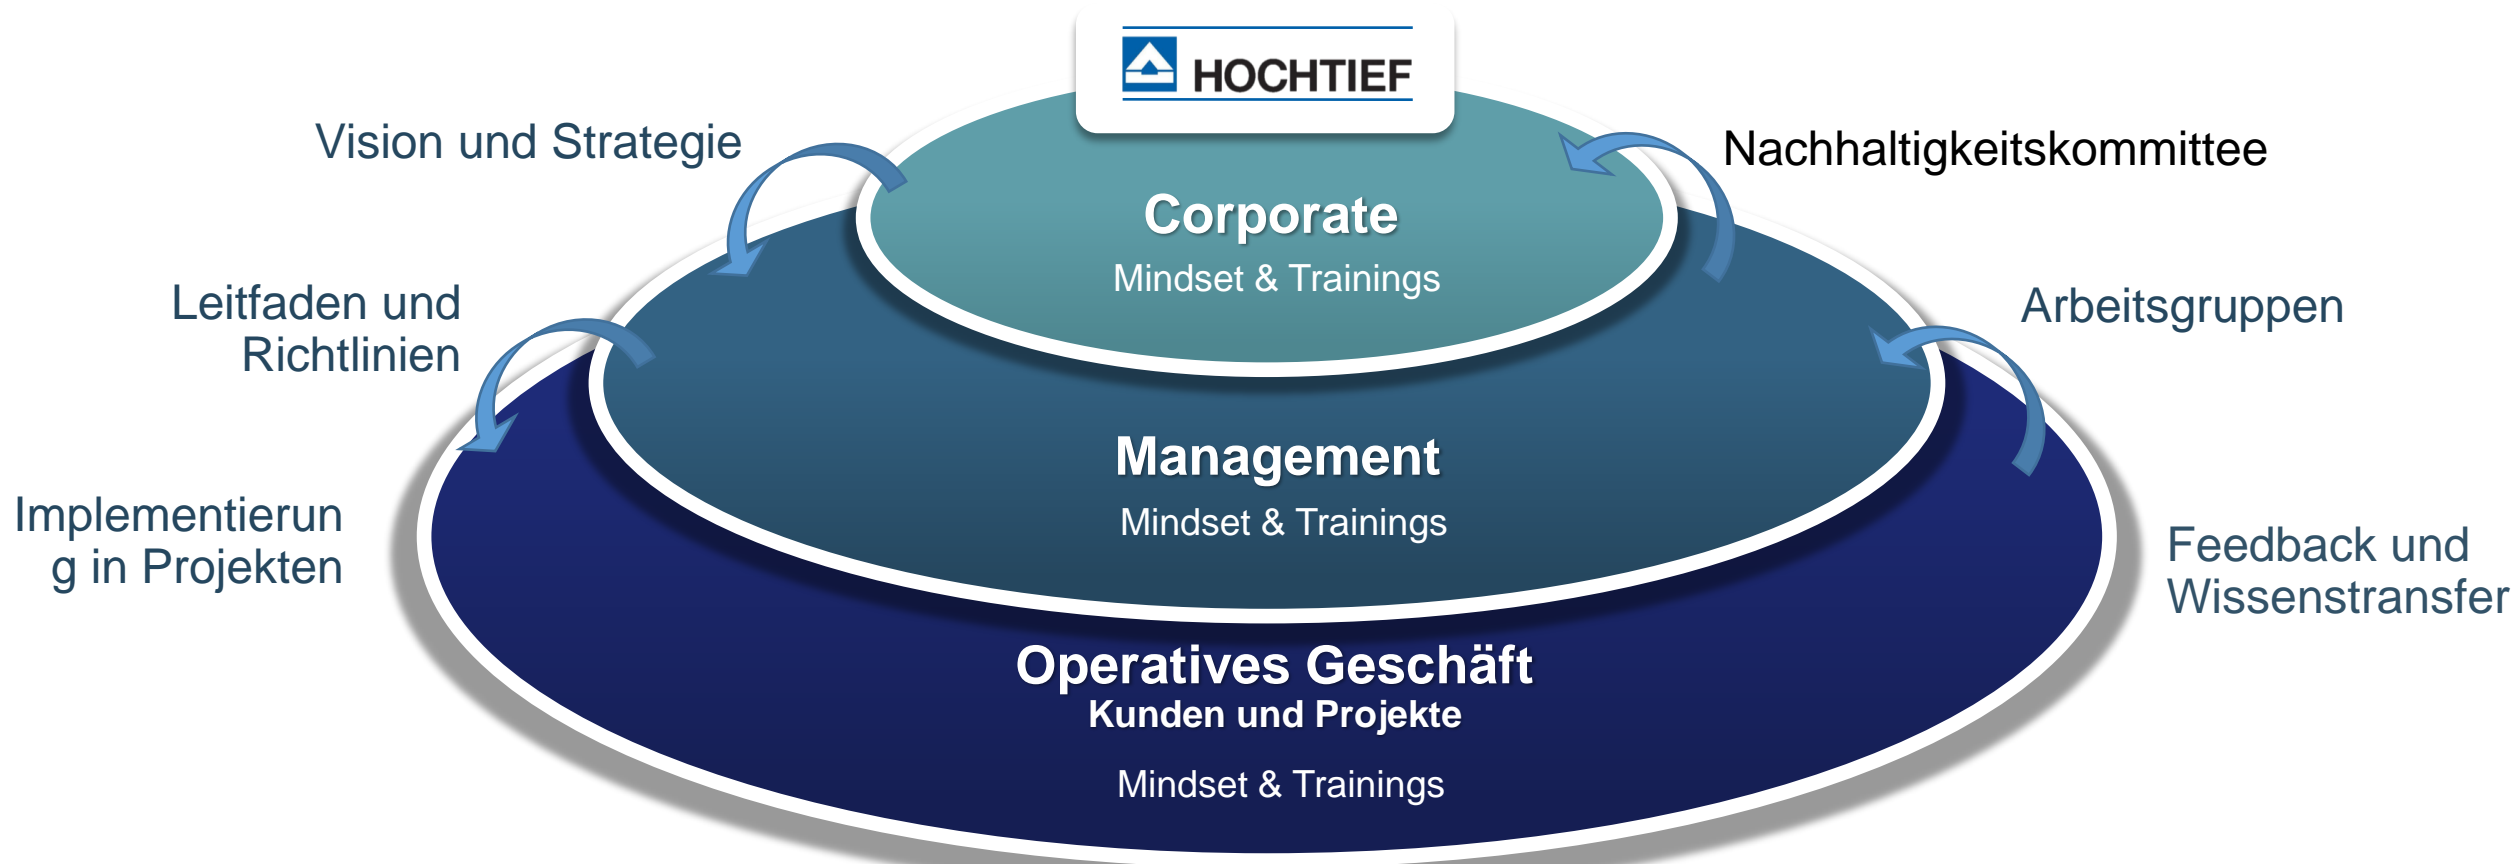 HOCHTIEF
Vision und Strategie
Nachhaltigkeitskommittee
Corporate
Mindset & Trainings
Leitfaden und
Richtlinien
Arbeitsgruppen
Management
Mindset & Trainings
Implementierun
g in Projekten
Feedback und
Wissenstransfer
Operatives Geschäft
Kunden und Projekte
Mindset & Trainings